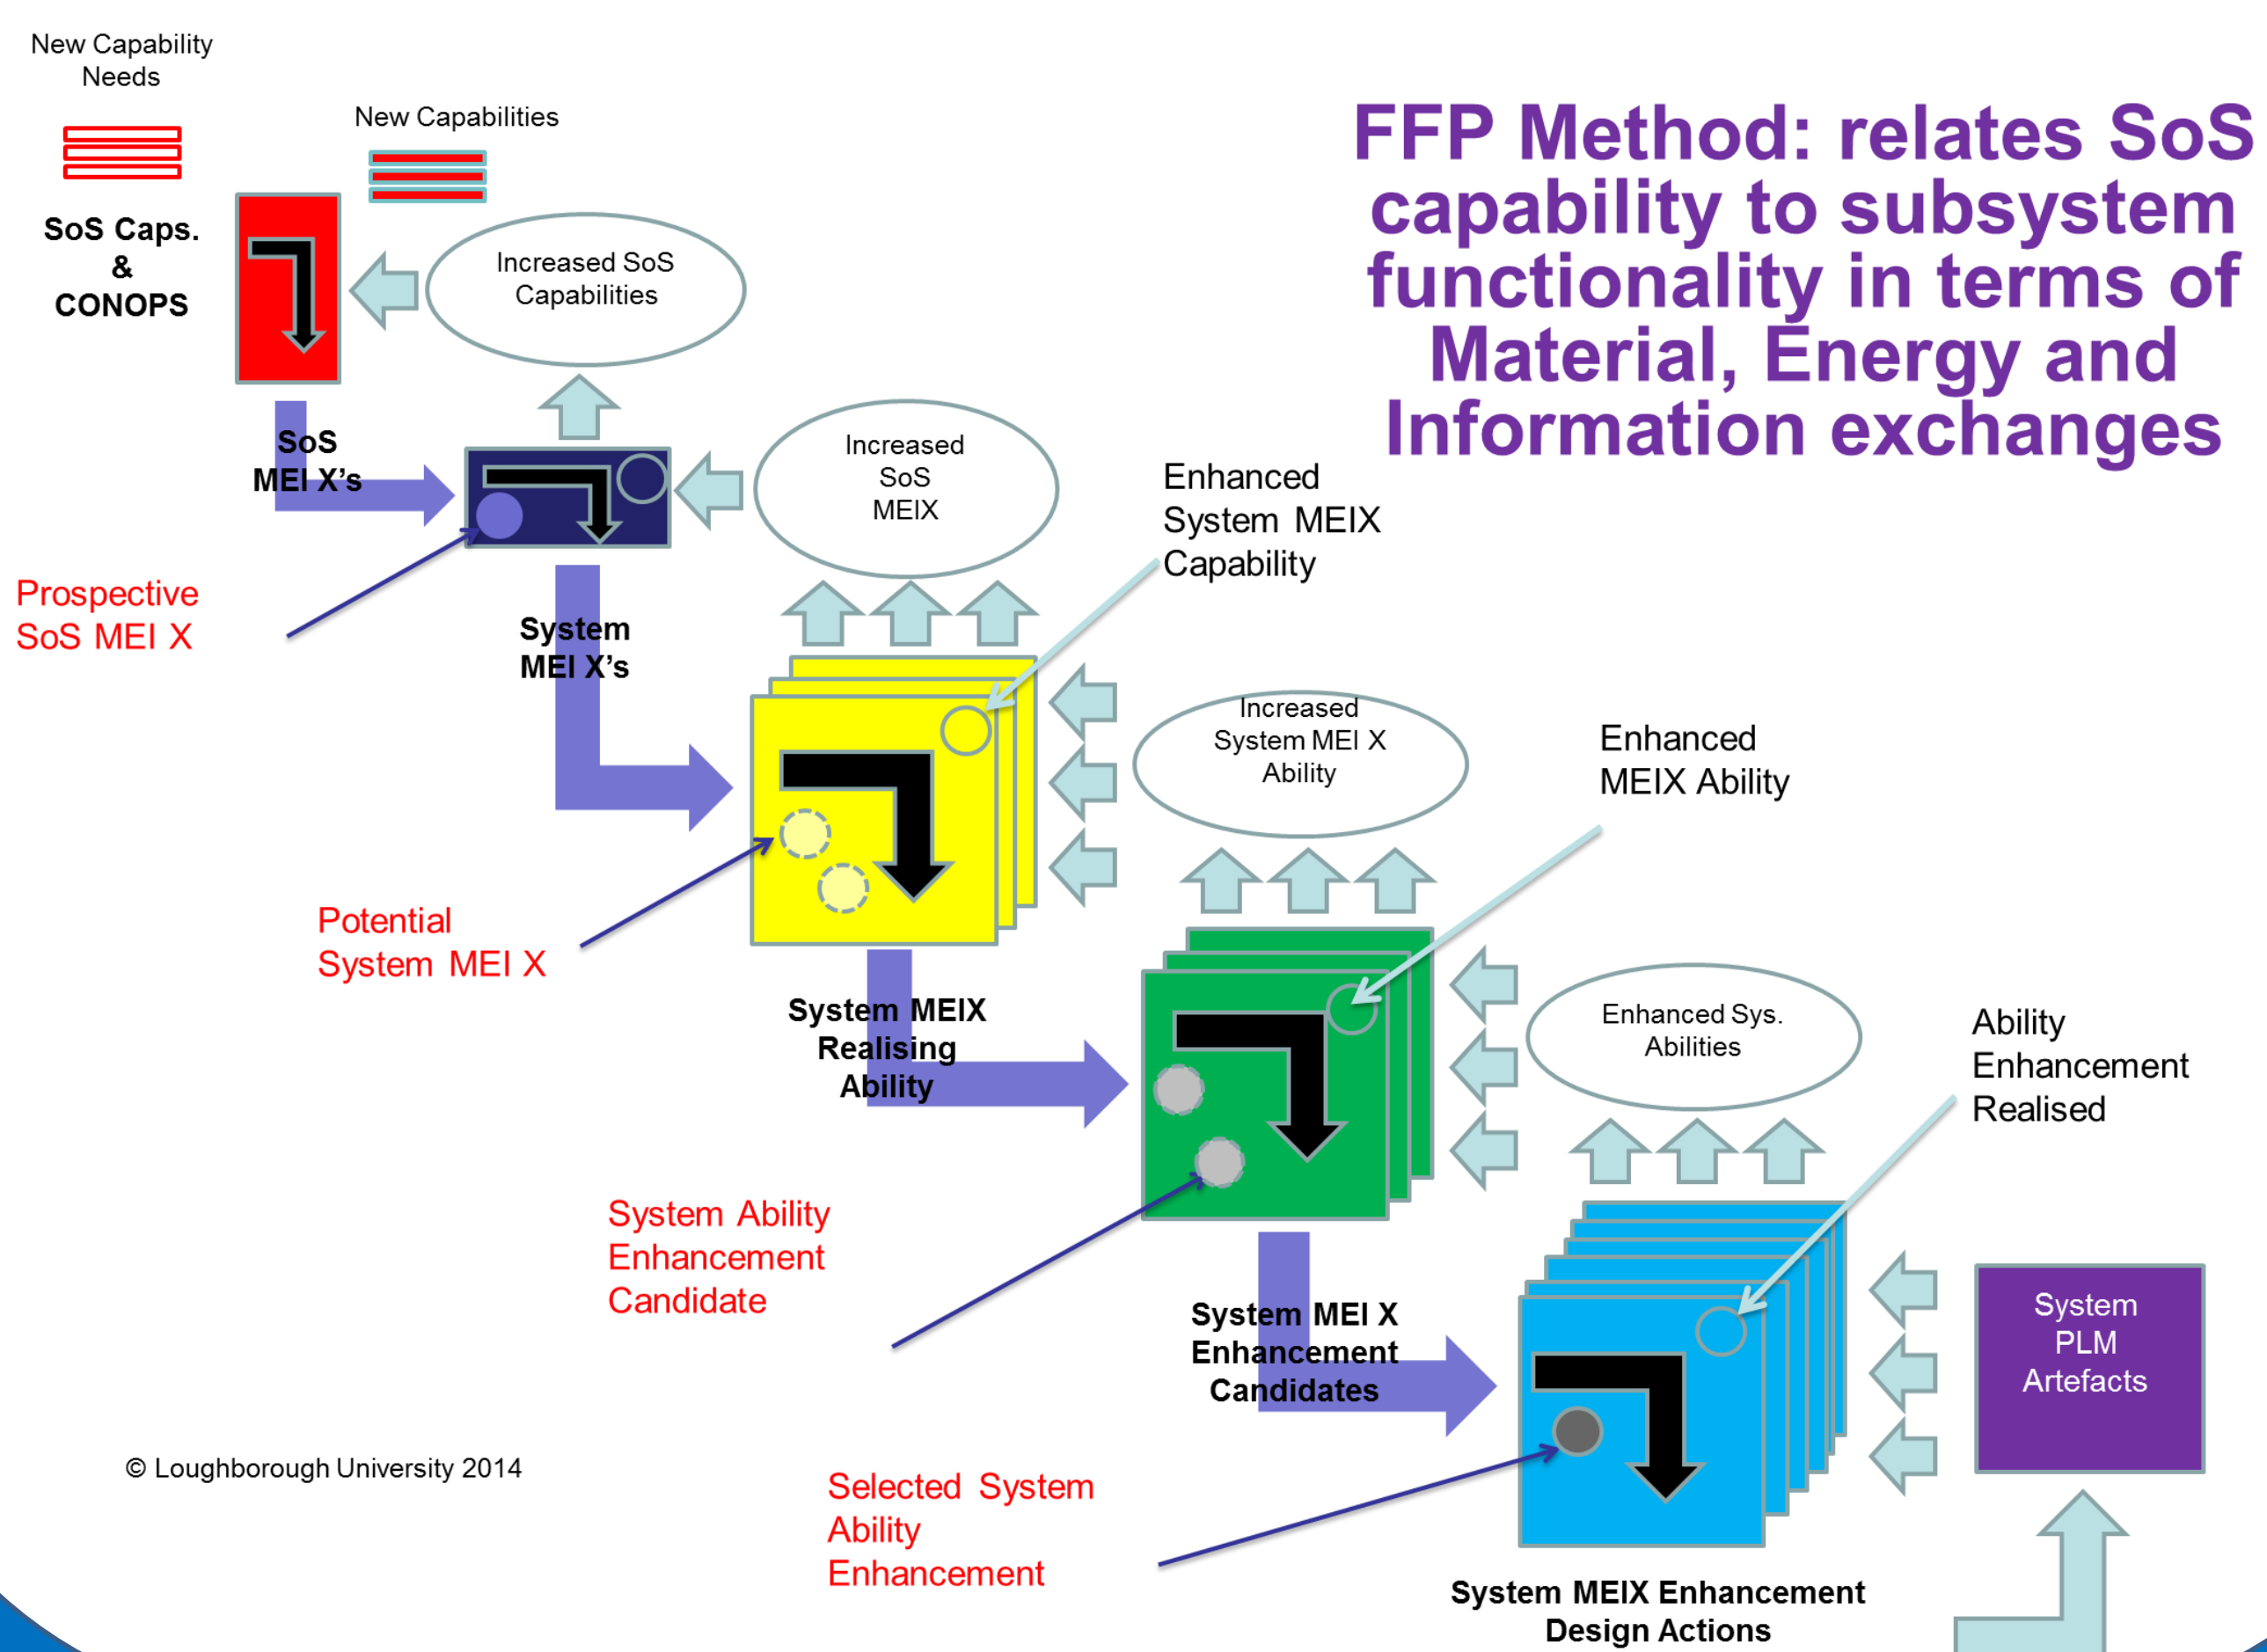 New Capability
Needs
New Capabilities
FFP Method: relates SoS
capability to subsystem
functionality in terms of
Material, Energy and
Information exchanges
SoS Caps.
&
CONOPS
Increased SoS
Capabilities
SoS
MEI X's
Increased
SoS
MEIX
Enhanced
System MEIX
Capability
Prospective
SoS MEI X
System
MEI X's
Increased
System MEI X
Ability
Enhanced
MEIX Ability
Potential
System MEI X
System MEIX
Realising
Ability
Enhanced Sys.
Abilities
Ability
Enhancement
Realised
System Ability
Enhancement
Candidate
System MEI X
Enhancement
Candidates
System
PLM
Artefacts
© Loughborough University 2014
Selected System
Ability
Enhancement
System MEIX Enhancement
Design Actions